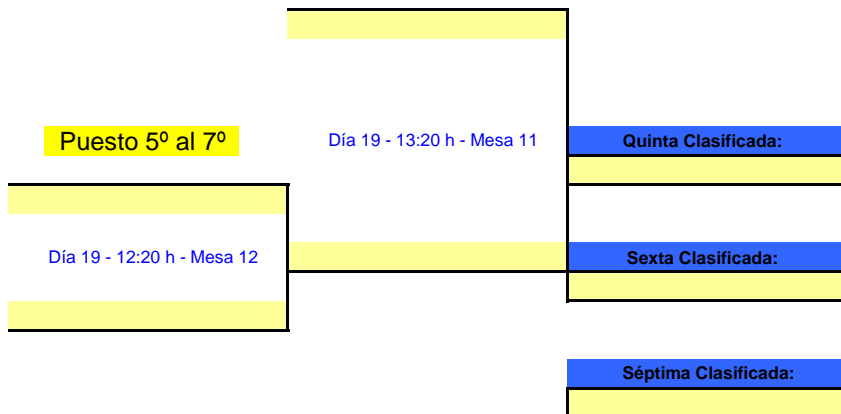 Puesto 5º al 7º
Día 19 - 13:20 h - Mesa 11
Quinta Clasificada:
Día 19 - 12:20 h - Mesa 12
Sexta Clasificada:
Séptima Clasificada: